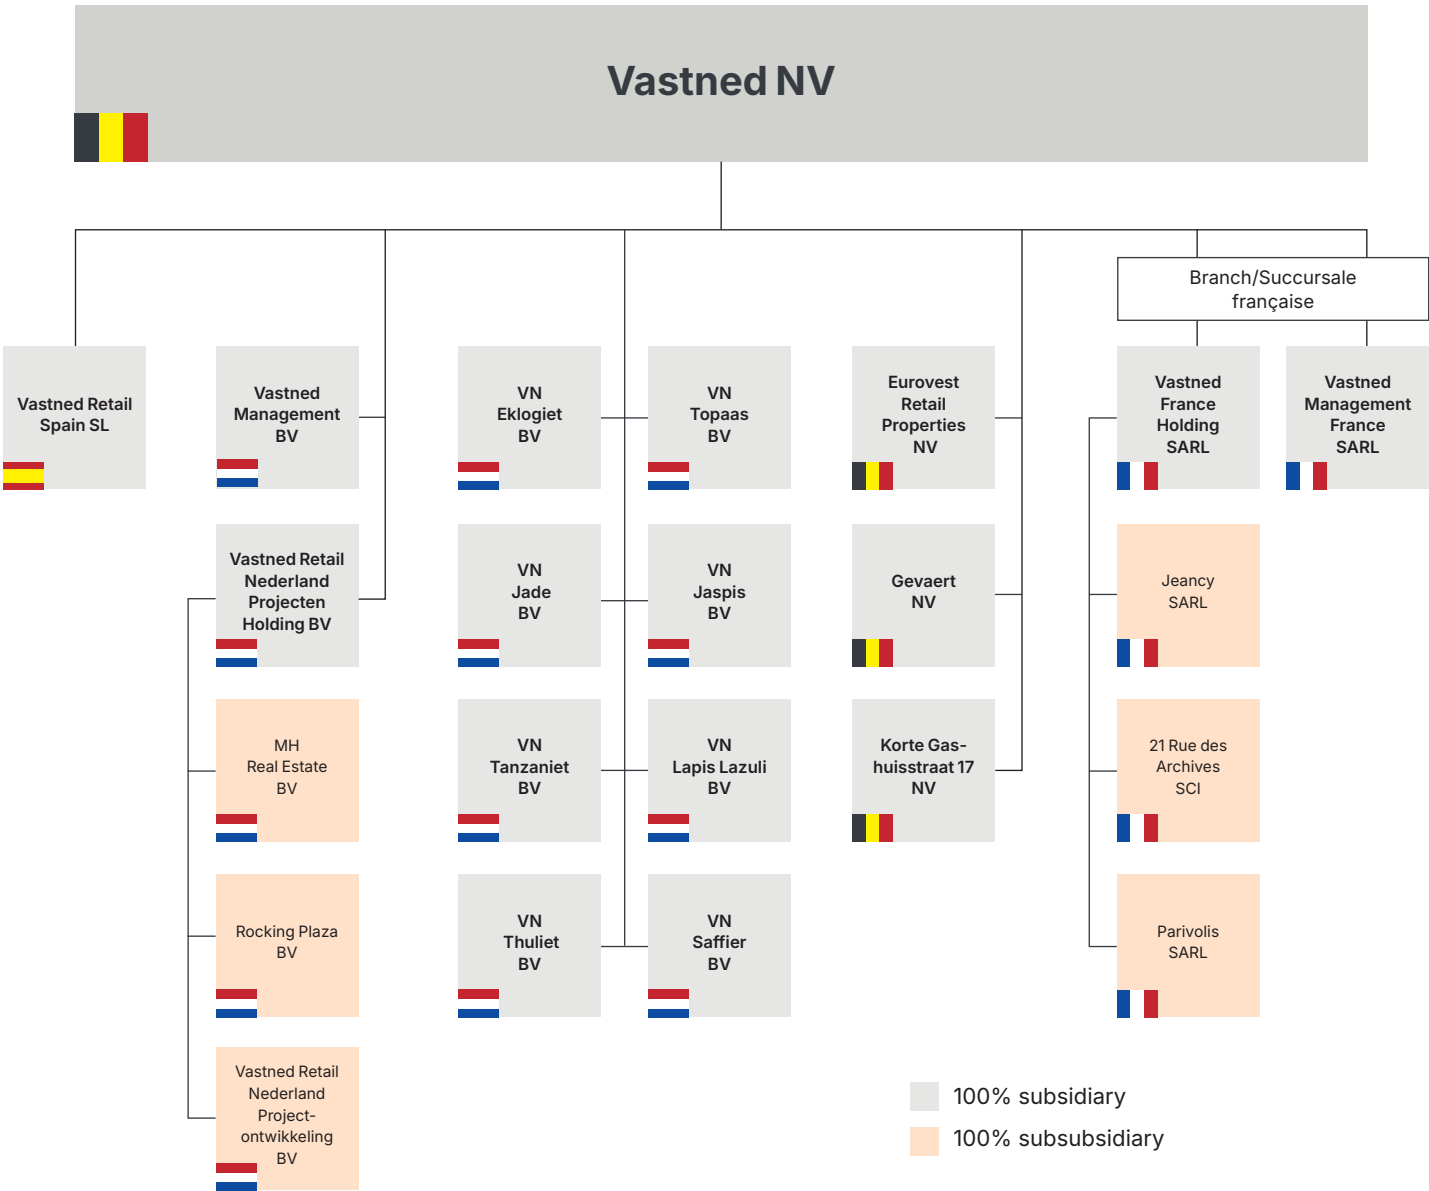 Vastned NV
Branch/Succursale
française
Vastned Retail
Spain SL
Vastned
Management
BV
VN
Eklogiet
BV
VN
Topaas
BV
Eurovest
Retail
Properties
NV
Vastned
France
Holding
SARL
Vastned
Management
France
SARL
Vastned Retail
Nederland
Projecten
Holding BV
VN
Jade
BV
VN
Jaspis
BV
Gevaert
NV
Jeancy
SARL
MH
Real Estate
BV
VN
Tanzaniet
BV
VN
Lapis Lazuli
BV
Korte Gas-
huisstraat 17
NV
21 Rue des
Archives
SCI
Rocking Plaza
BV
VN
Thuliet
BV
VN
Saffier
BV
Parivolis
SARL
Vastned Retail
Nederland
Project-
ontwikkeling
BV
100% subsidiary
100% subsubsidiary